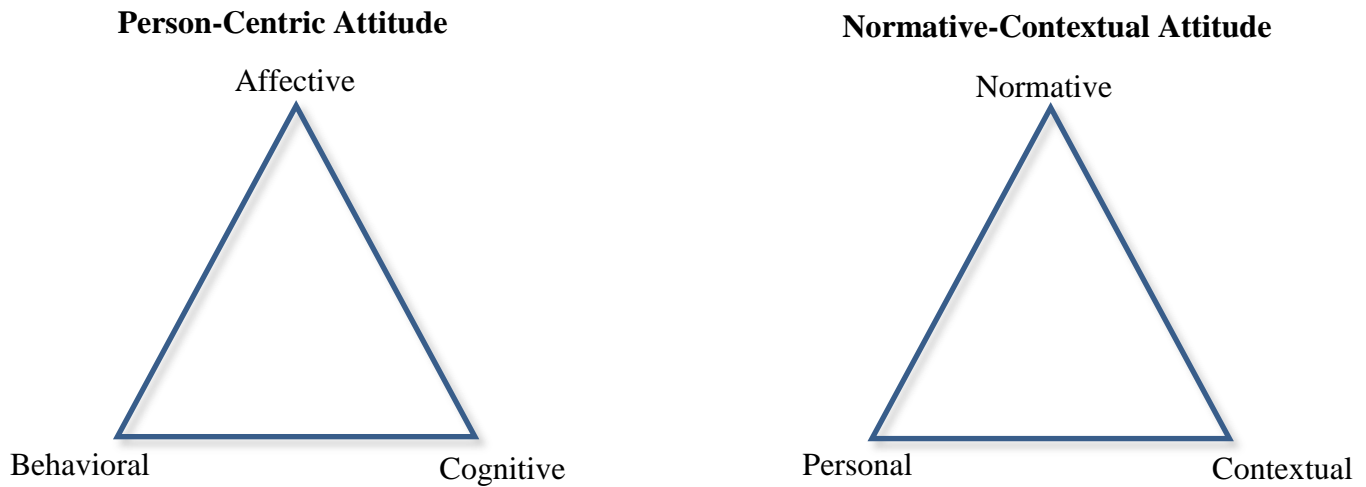 Person-Centric Attitude
Affective
Behavioral
Cognitive
Normative-Contextual Attitude
Normative
Personal
Contextual